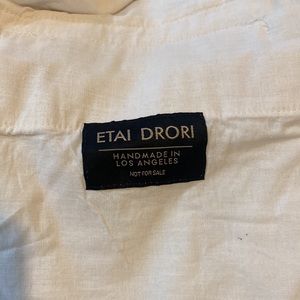 ETAI DRORI
HANDMADE IN
LOS ANGELES
NOT FOR SALE